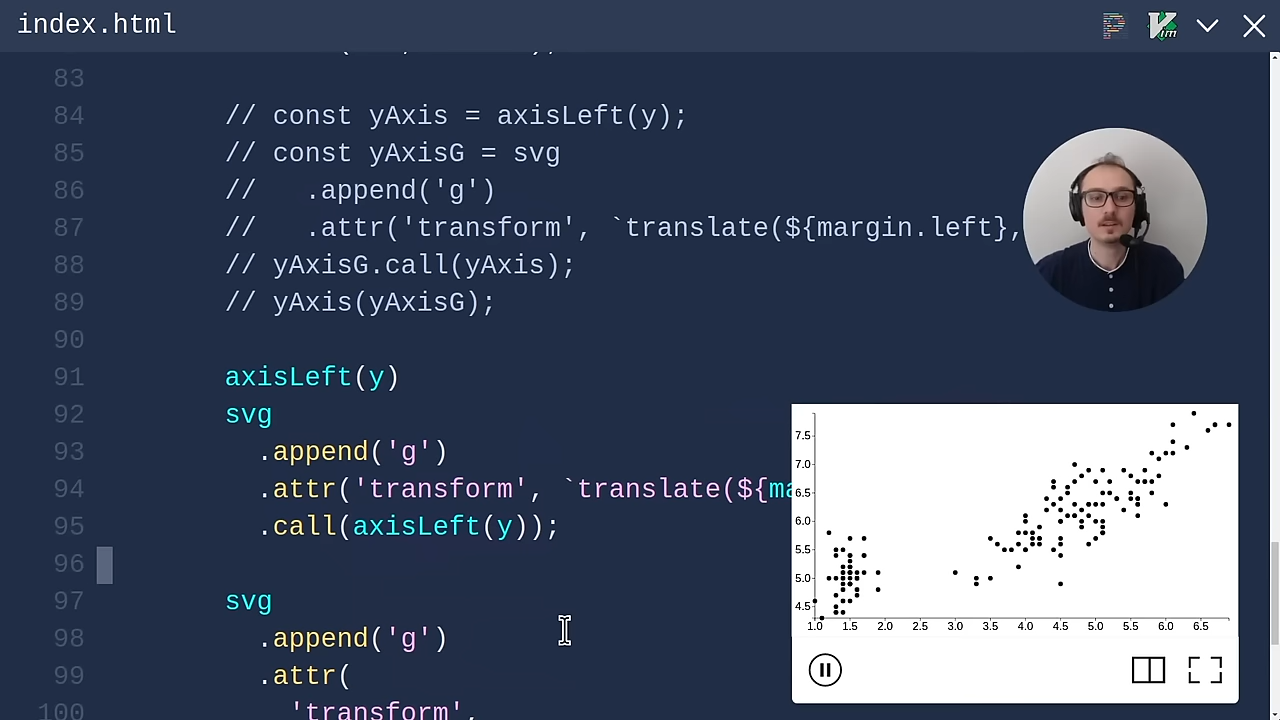 index.html
83
84 // const yAxis = axisLeft(y);
85 // const yAxisG = svg
86 //   .append('g')
87 //   .attr('transform', `translate(${margin.left},
88 // yAxisG.call(yAxis);
89 // yAxis(yAxisG);
90
91 axisLeft(y)
92 svg
93   .append('g')
94   .attr('transform', `translate(${ma
95   .call(axisLeft(y));
96
97 svg
98   .append('g')
99   .attr(
100     'transform',
7.5
7.0
6.5
6.0
5.5
5.0
4.5
1.0 1.5 2.0 2.5 3.0 3.5 4.0 4.5 5.0 5.5 6.0 6.5